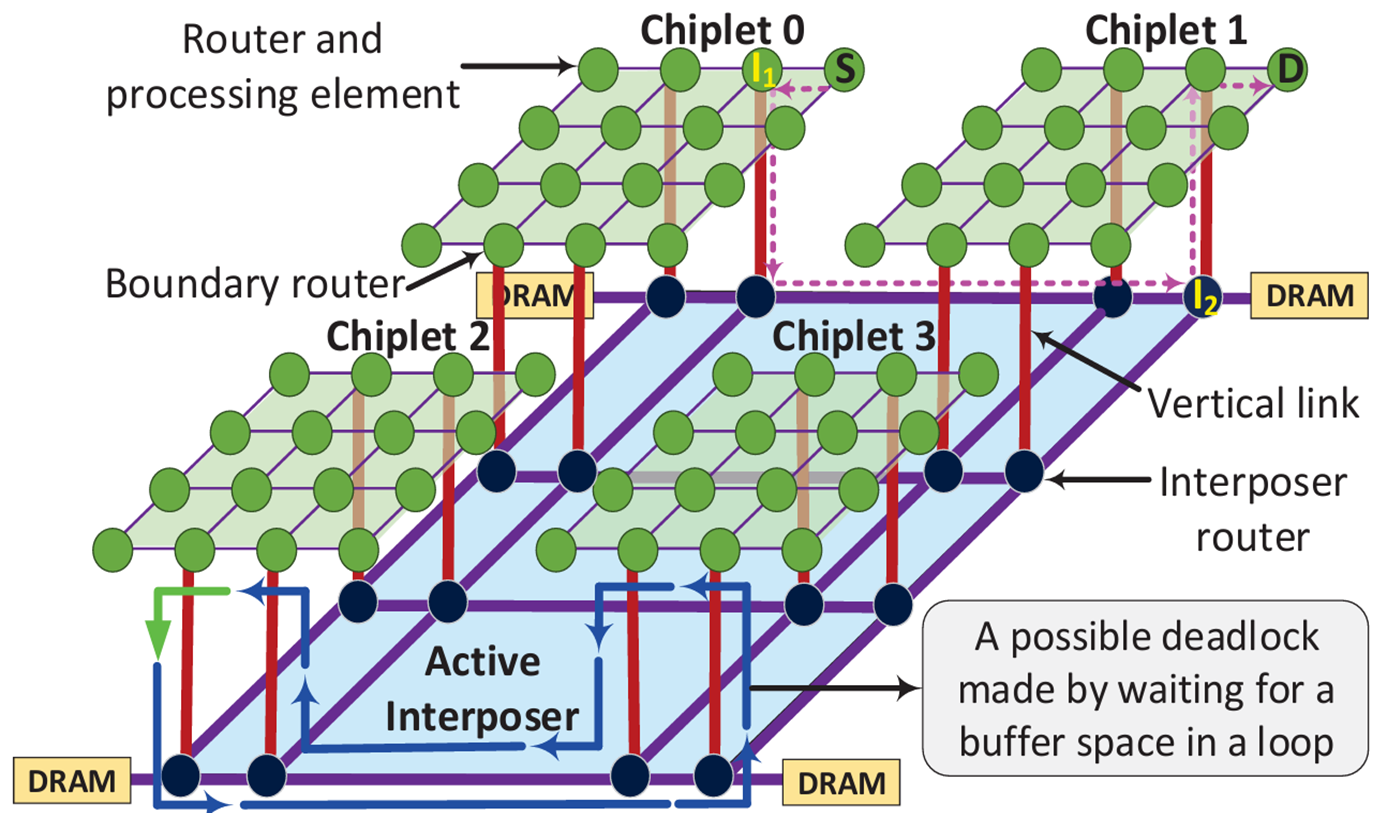 Chiplet 0
Chiplet 1
Router and
processing element
I1
S
D
Boundary router
DRAM
I2
DRAM
Chiplet 2
Chiplet 3
Vertical link
Interposer
router
Active
Interposer
A possible deadlock
made by waiting for a
buffer space in a loop
DRAM
DRAM